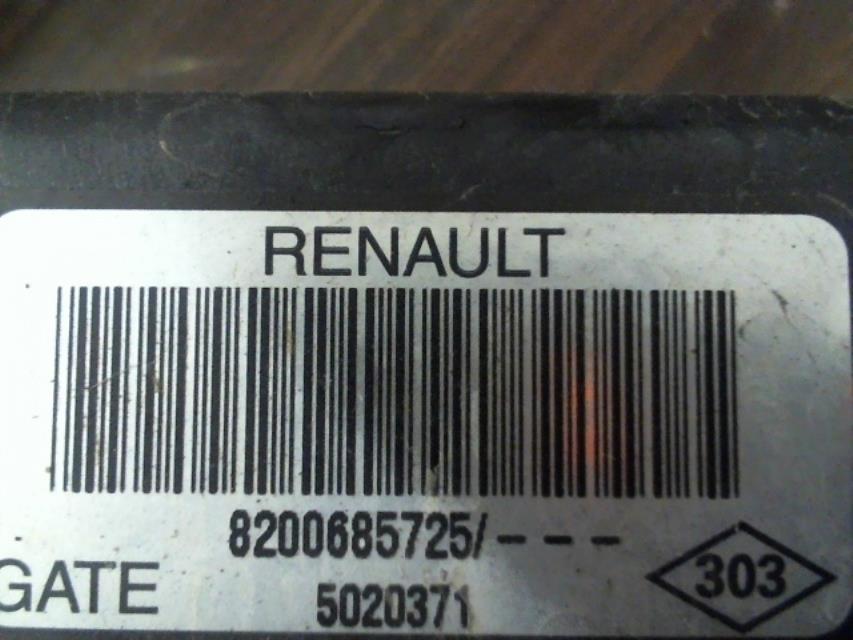 RENAULT
8200685725/---
GATE
303
5020371